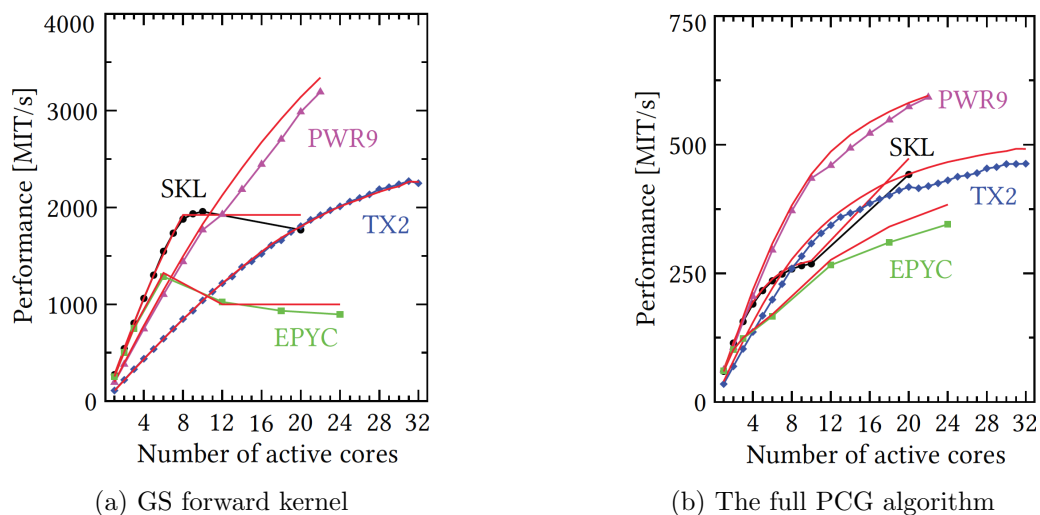 4000
3000
2000
1000
0
Performance [MIT/s]
PWR9
SKL
TX2
EPYC
4 8 12 16 20 24 28 32
Number of active cores
(a) GS forward kernel
750
500
250
0
Performance [MIT/s]
PWR9
SKL
TX2
EPYC
4 8 12 16 20 24 28 32
Number of active cores
(b) The full PCG algorithm